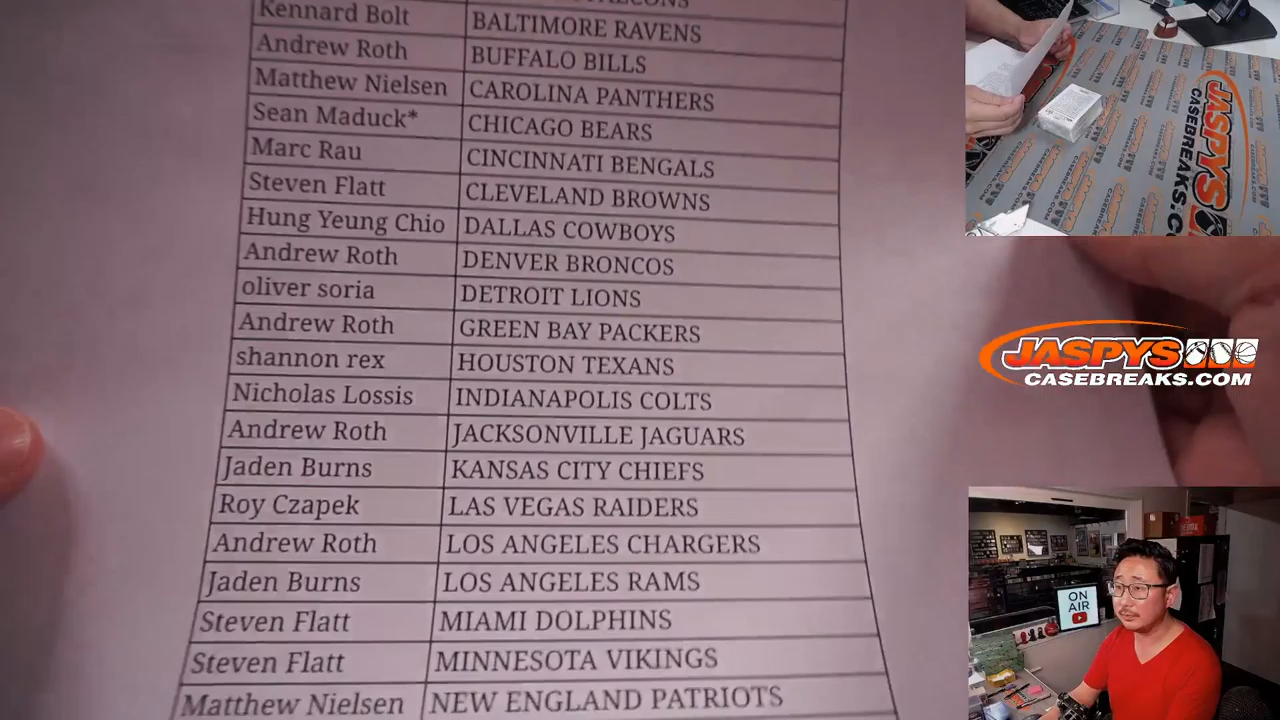 Kennard Bolt BALTIMORE RAVENS
Andrew Roth BUFFALO BILLS
Matthew Nielsen CAROLINA PANTHERS
Sean Maduck* CHICAGO BEARS
Marc Rau CINCINNATI BENGALS
Steven Flatt CLEVELAND BROWNS
Hung Yeung Chio DALLAS COWBOYS
Andrew Roth DENVER BRONCOS
oliver soria DETROIT LIONS
Andrew Roth GREEN BAY PACKERS
shannon rex HOUSTON TEXANS
Nicholas Lossis INDIANAPOLIS COLTS
Andrew Roth JACKSONVILLE JAGUARS
Jaden Burns KANSAS CITY CHIEFS
Roy Czapek LAS VEGAS RAIDERS
Andrew Roth LOS ANGELES CHARGERS
Jaden Burns LOS ANGELES RAMS
Steven Flatt MIAMI DOLPHINS
Steven Flatt MINNESOTA VIKINGS
Matthew Nielsen NEW ENGLAND PATRIOTS
JASPYS
CASEBREAKS.C
JASPYS
CASEBREAKS.COM
ON
AIR